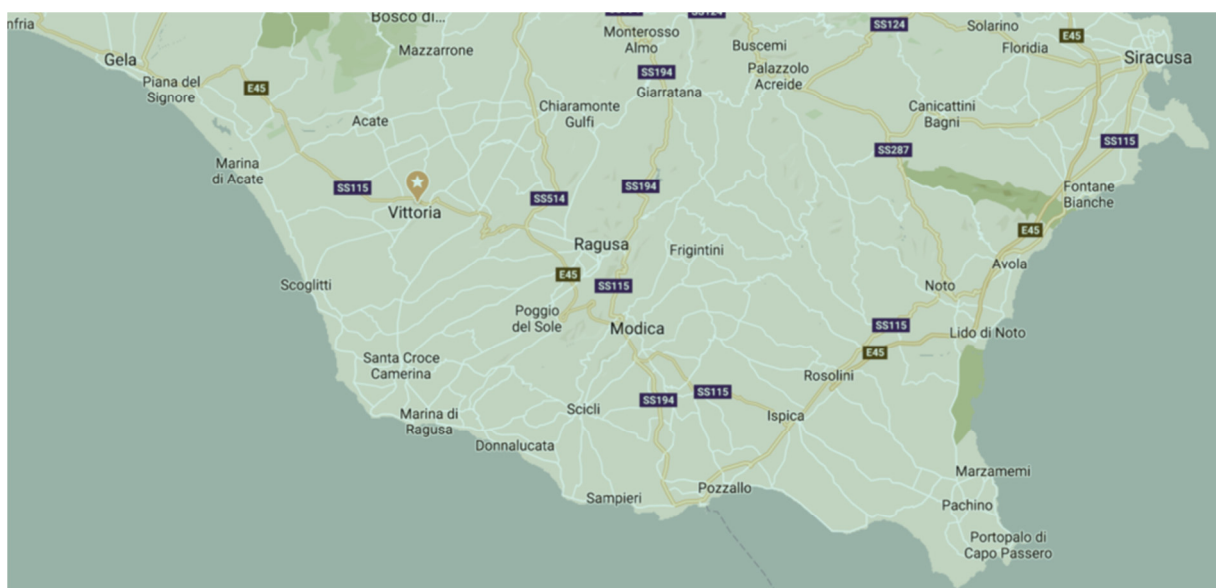 nfria
Bosco di...
SS124
SS124
Solarino
E45
Gela
Mazzarrone
Monterosso
Almo
Buscemi
Floridia
Siracusa
Piana del
Signore
E45
SS194
Giarratana
Palazzolo
Acreide
Chiaramonte
Gulfi
Canicattini
Bagni
Acate
SS287
SS115
Marina
di Acate
SS115
Vittoria
SS514
SS194
Fontane
Bianche
Ragusa
Frigintini
E45
E45
Avola
Scoglitti
SS115
Noto
Poggio
del Sole
Modica
SS115
Lido di Noto
Santa Croce
Camerina
E45
Rosolini
SS115
SS194
Marina di
Ragusa
Scicli
Ispica
Donnalucata
Marzamemi
Sampieri
Pozzallo
Pachino
Portopalo di
Capo Passero